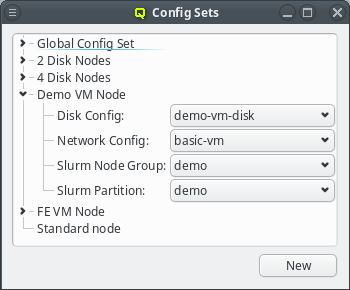 Config Sets
Global Config Set
2 Disk Nodes
4 Disk Nodes
Demo VM Node
Disk Config: demo-vm-disk
Network Config: basic-vm
Slurm Node Group: demo
Slurm Partition: demo
FE VM Node
Standard node
New